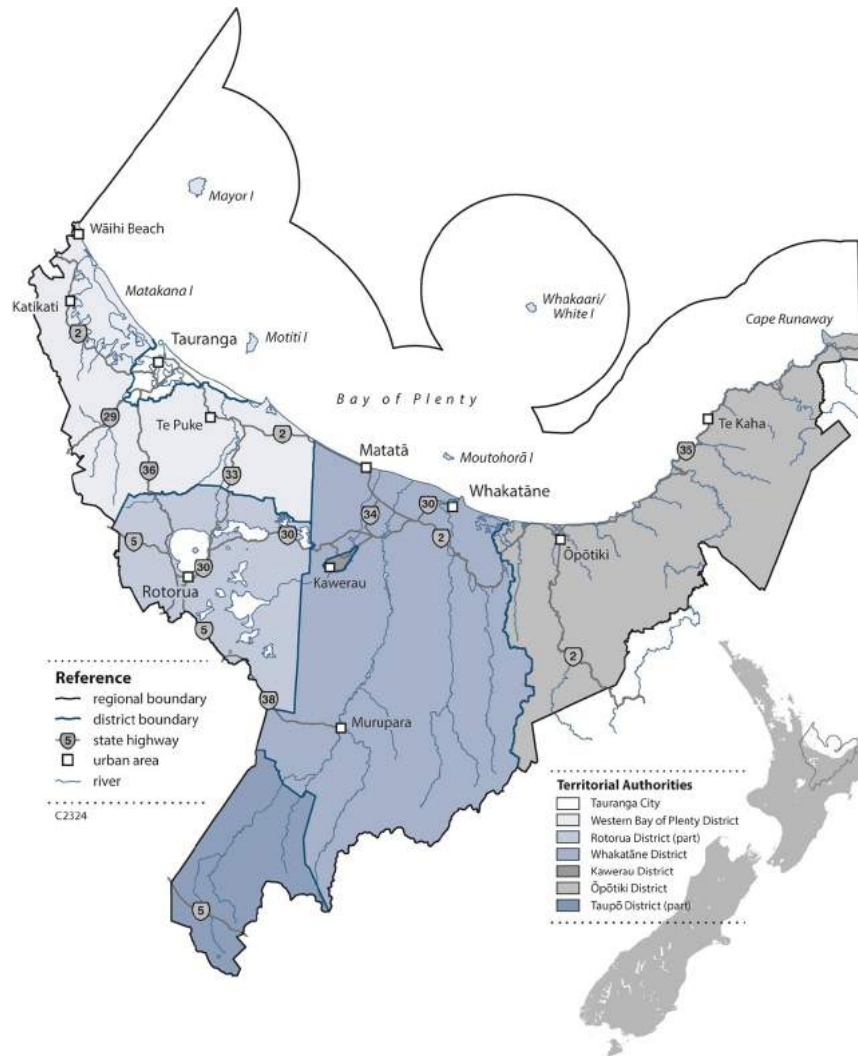 Mayor I
Wāihi Beach
Matakana I
Katikati
2
Tauranga
Motiti I
Whakaari/
White I
Cape Runaway
Bay of Plenty
29
Te Puke
2
Te Kaha
35
36
33
Matatā
Moutohorā I
Whakatāne
30
34
2
5
30
Ōpōtiki
Kawerau
30
Rotorua
5
2
38
Murupara
5
Reference
regional boundary
district boundary
5 state highway
urban area
river
C2324
Territorial Authorities
Tauranga City
Western Bay of Plenty District
Rotorua District (part)
Whakatāne District
Kawerau District
Ōpōtiki District
Taupō District (part)